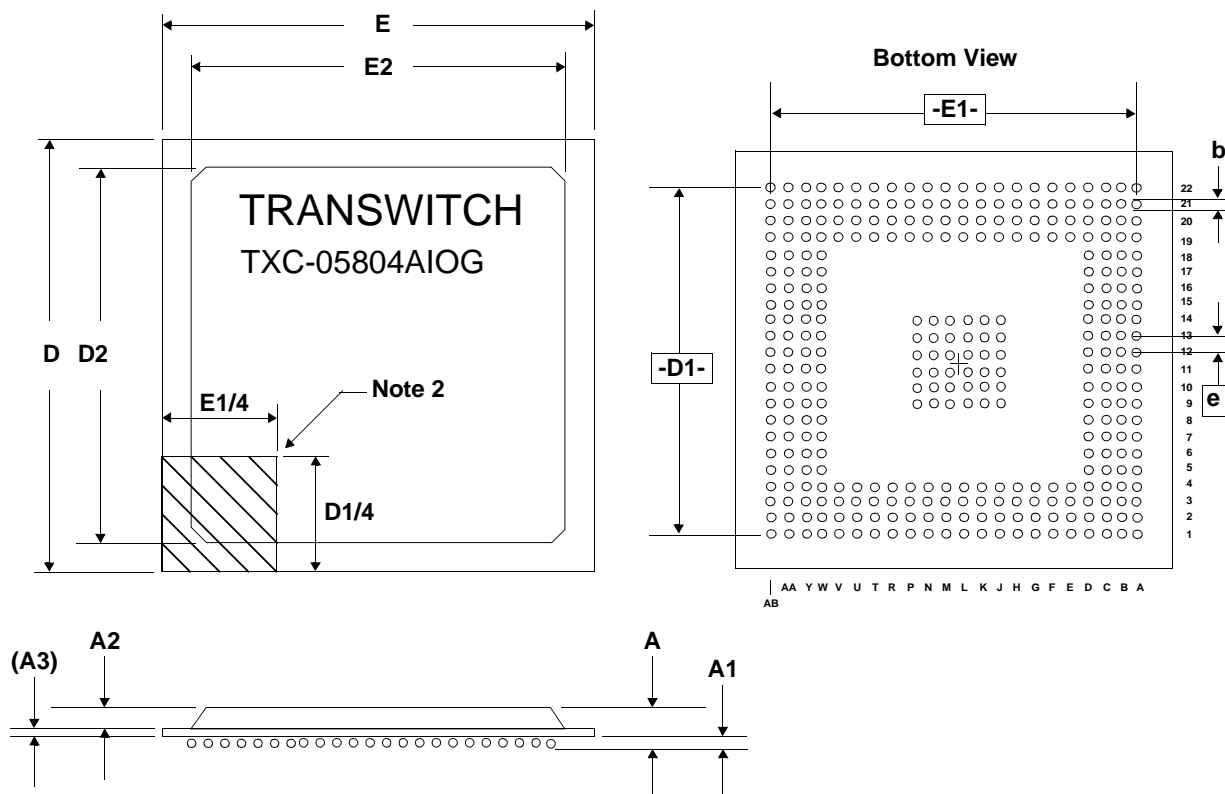 E
E2
Bottom View
-E1-
b
TRANSWITCH
TXC-05804AIOG
22
21
20
19
18
17
16
15
14
13
12
11
10
9
8
7
6
5
4
3
2
1
D
D2
-D1-
e
E1/4
Note 2
D1/4
AA Y W V U T R P N M L K J H G F E D C B A
AB
(A3)
A2
A
A1